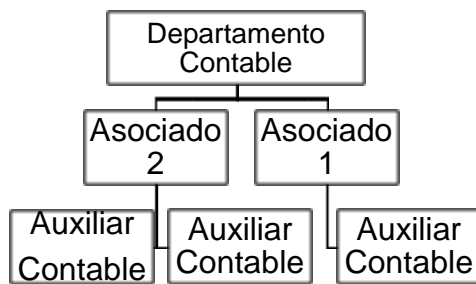 Departamento
Contable
Asociado
2
Asociado
1
Auxiliar
Contable
Auxiliar
Contable
Auxiliar
Contable